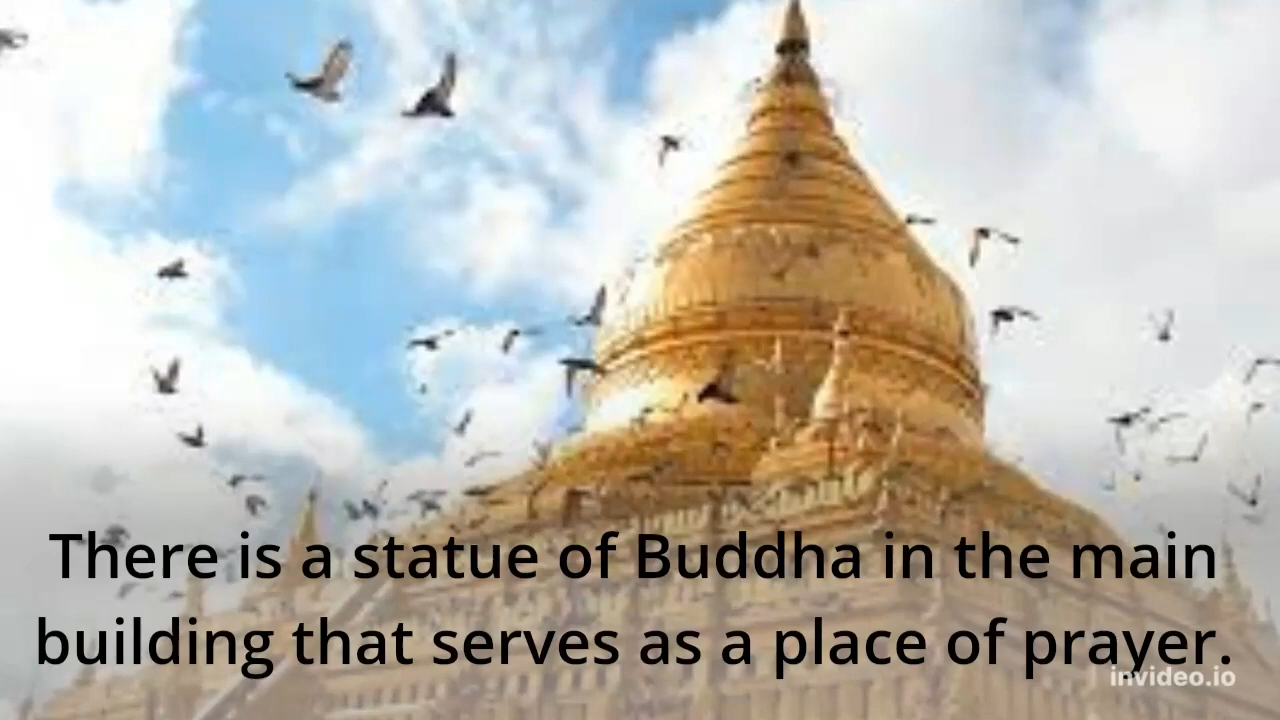 There is a statue of Buddha in the main
building that serves as a place of prayer.
invideo.io